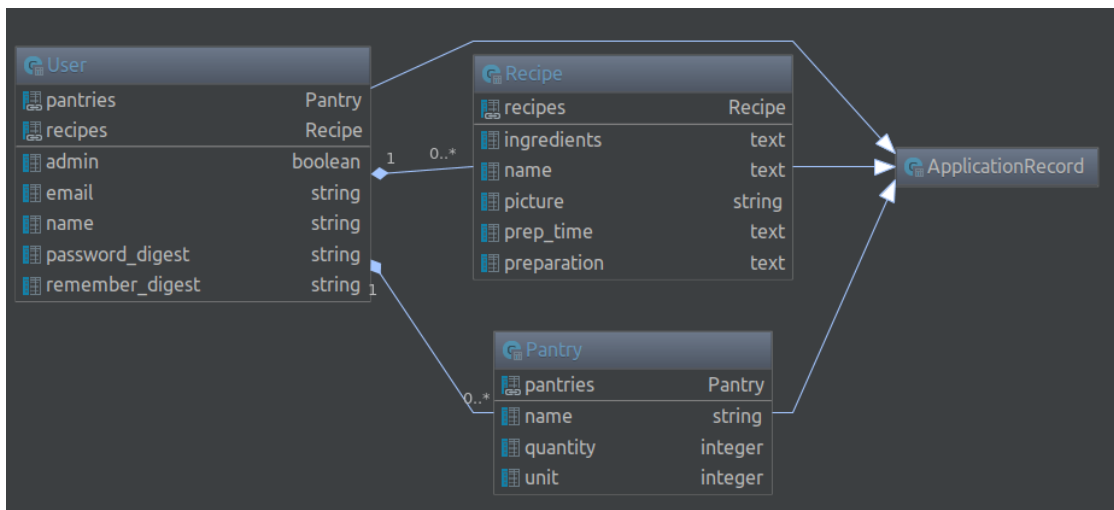 User
pantries Pantry
recipes Recipe
admin boolean
email string
name string
password_digest string
remember_digest string
1
0..*
1
0..*
Recipe
recipes Recipe
ingredients text
name text
picture string
prep_time text
preparation text
Pantry
pantries Pantry
name string
quantity integer
unit integer
ApplicationRecord